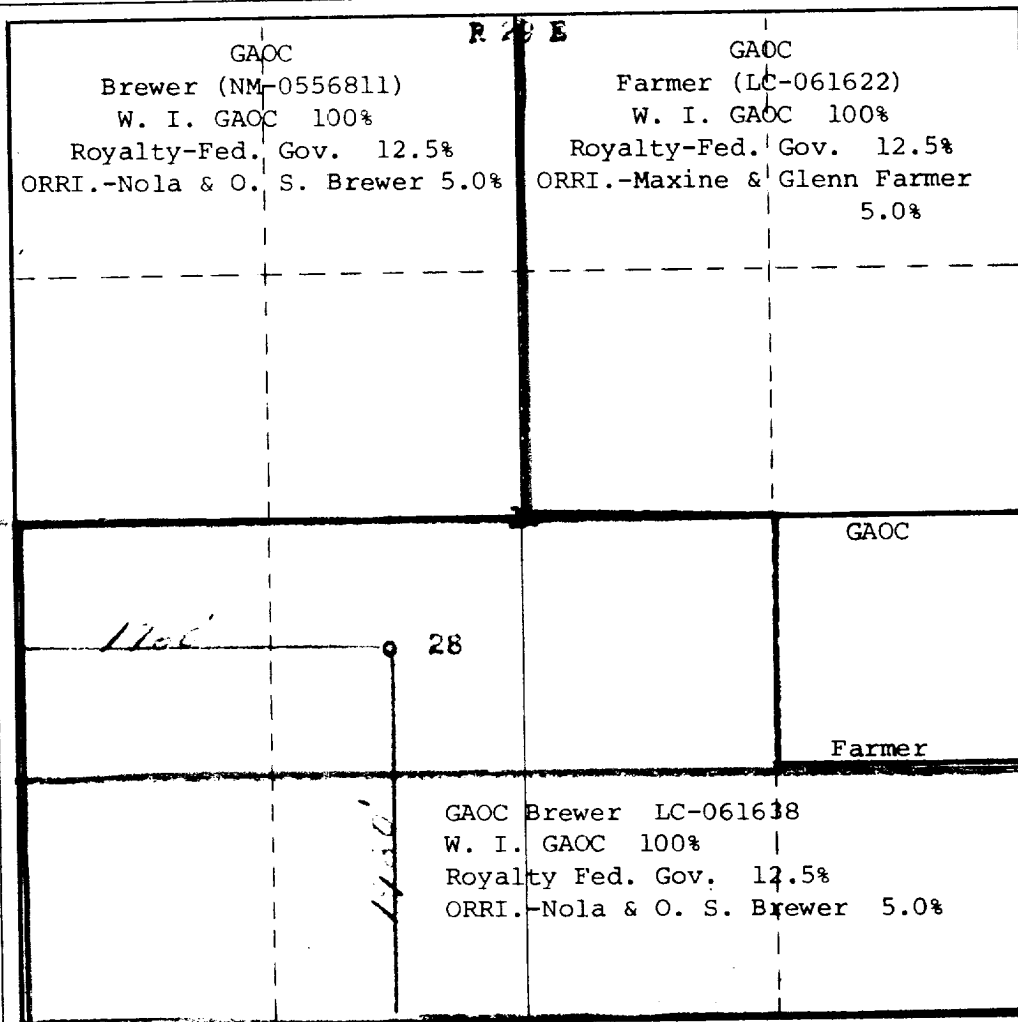 R 29 E
GAOC
Brewer (NM-0556811)
W. I. GAOC 100%
Royalty-Fed. Gov. 12.5%
ORRI.-Nola & O. S. Brewer 5.0%
GAOC
Farmer (LC-061622)
W. I. GAOC 100%
Royalty-Fed. Gov. 12.5%
ORRI.-Maxine & Glenn Farmer
5.0%
GAOC
28
Farmer
GAOC Brewer LC-061638
W. I. GAOC 100%
Royalty Fed. Gov. 12.5%
ORRI.-Nola & O. S. Brewer 5.0%